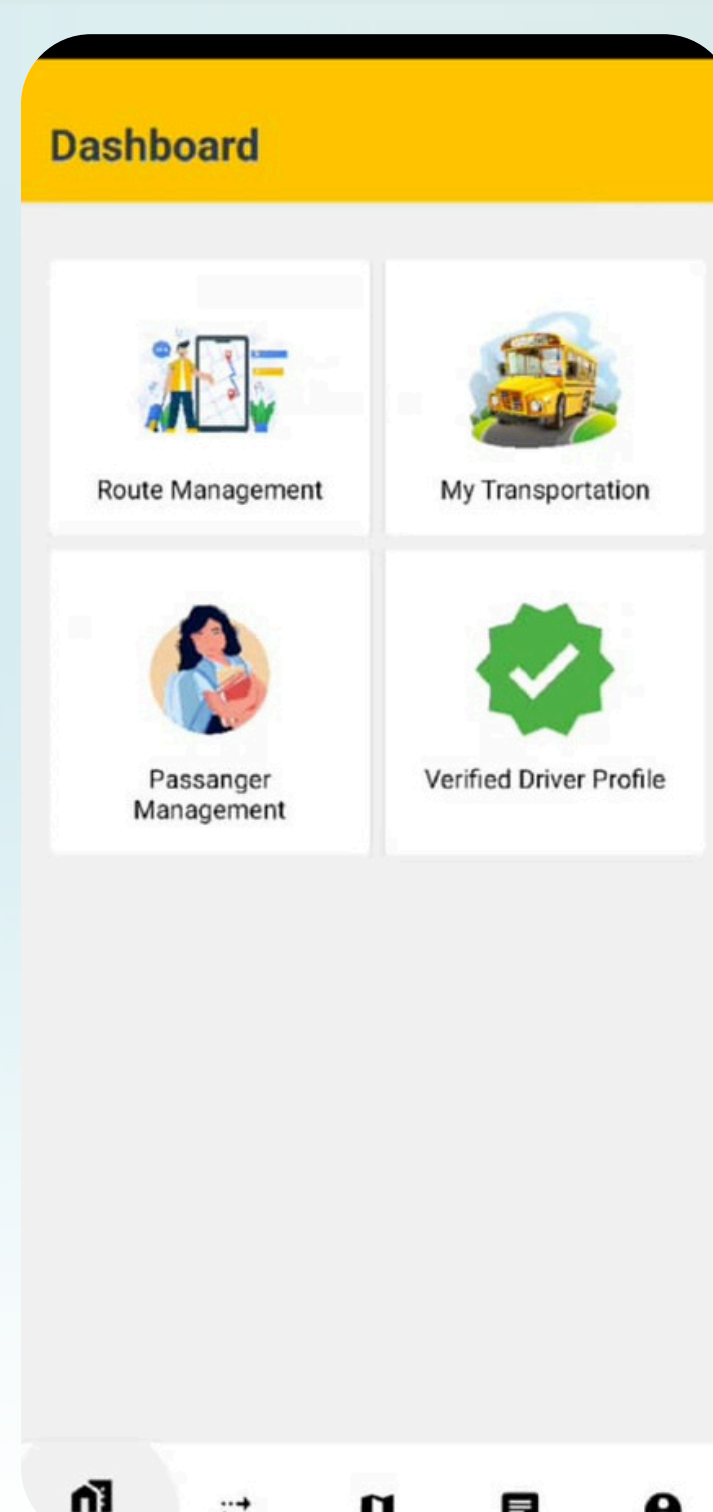 Dashboard
Route Management
My Transportation
Passanger
Management
Verified Driver Profile